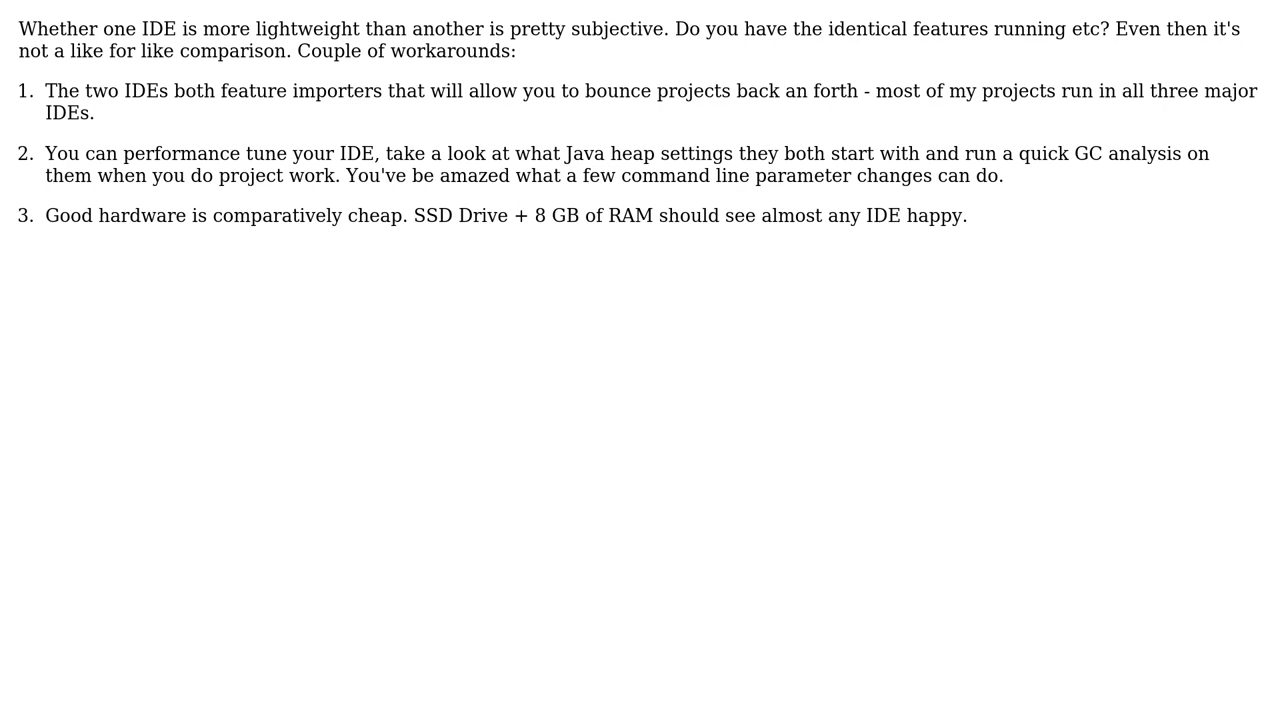 Whether one IDE is more lightweight than another is pretty subjective. Do you have the identical features running etc? Even then it's
not a like for like comparison. Couple of workarounds:
1. The two IDEs both feature importers that will allow you to bounce projects back an forth - most of my projects run in all three major
IDEs.
2. You can performance tune your IDE, take a look at what Java heap settings they both start with and run a quick GC analysis on
them when you do project work. You've be amazed what a few command line parameter changes can do.
3. Good hardware is comparatively cheap. SSD Drive + 8 GB of RAM should see almost any IDE happy.